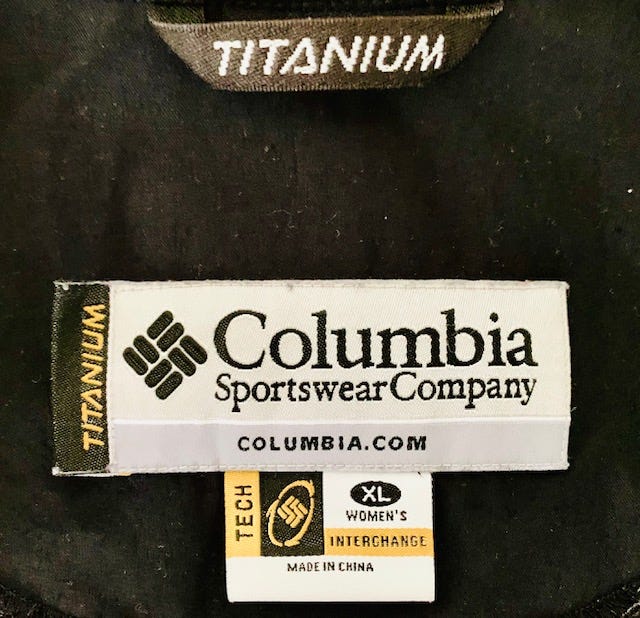 TITANIUM
TITANIUM
Columbia
Sportswear Company
COLUMBIA.COM
TECH
XL
WOMEN'S
INTERCHANGE
MADE IN CHINA